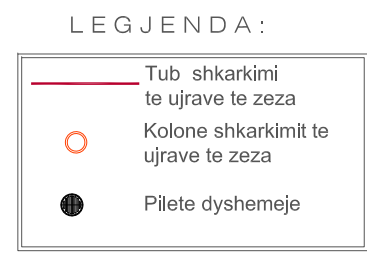 LEGJENDA:
Tub shkarkimi
te ujrave te zeza
Kolone shkarkimit te
ujrave te zeza
Pilete dyshemeje